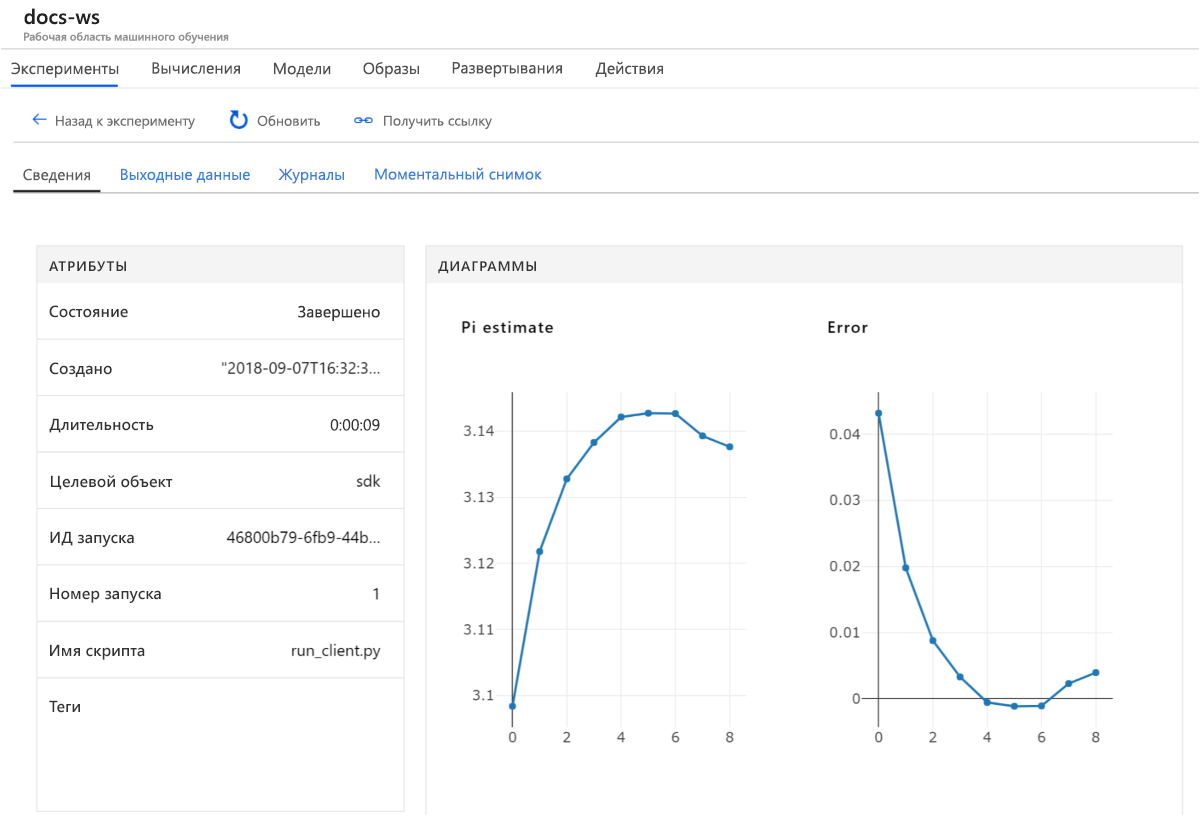 docs-ws
Рабочая область машинного обучения
Эксперименты Вычисления Модели Образы Развертывания Действия
Назад к эксперименту Обновить Получить ссылку
Сведения Выходные данные Журналы Моментальный снимок
АТРИБУТЫ
Состояние Завершено
Создано "2018-09-07T16:32:3...
Длительность 0:00:09
Целевой объект sdk
ИД запуска 46800b79-6fb9-44b...
Номер запуска 1
Имя скрипта run_client.py
Теги
ДИАГРАММЫ
Pi estimate
3.14
3.13
3.12
3.11
3.1
0 2 4 6 8
Error
0.04
0.03
0.02
0.01
0
0 2 4 6 8